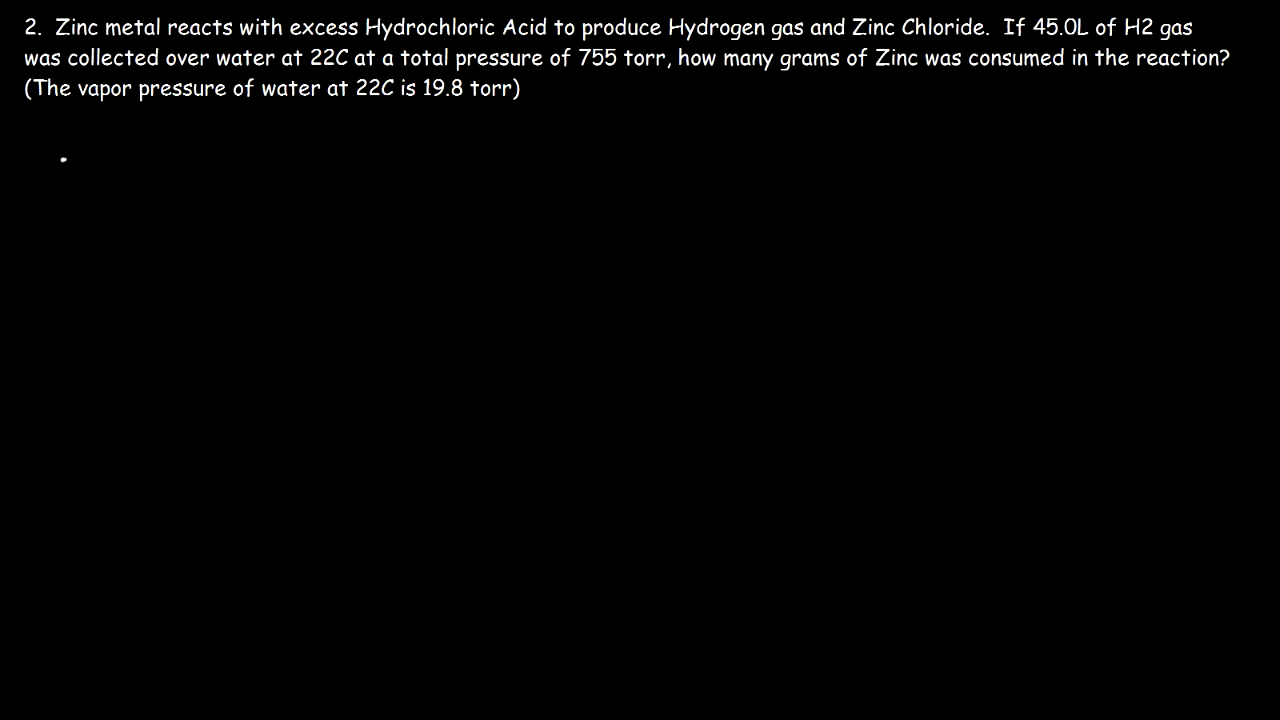 2.  Zinc metal reacts with excess Hydrochloric Acid to produce Hydrogen gas and Zinc Chloride.  If 45.0L of H2 gas
was collected over water at 22C at a total pressure of 755 torr, how many grams of Zinc was consumed in the reaction?
(The vapor pressure of water at 22C is 19.8 torr)